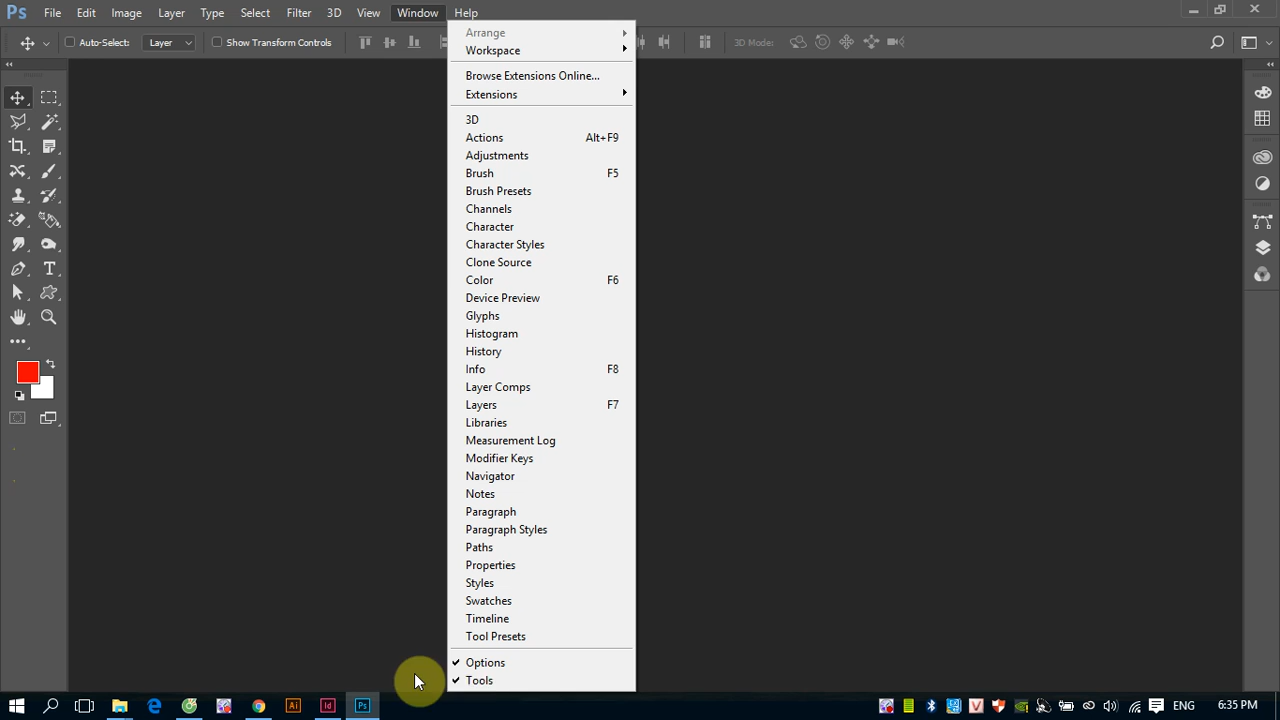 Ps File Edit Image Layer Type Select Filter 3D View Window Help
Auto-Select: Layer Show Transform Controls 3D Mode:
Arrange
Workspace
Browse Extensions Online...
Extensions
3D
Actions Alt+F9
Adjustments
Brush F5
Brush Presets
Channels
Character
Character Styles
Clone Source
Color F6
Device Preview
Glyphs
Histogram
History
Info F8
Layer Comps
Layers F7
Libraries
Measurement Log
Modifier Keys
Navigator
Notes
Paragraph
Paragraph Styles
Paths
Properties
Styles
Swatches
Timeline
Tool Presets
Options
Tools
Ai Id Ps ENG 6:35 PM